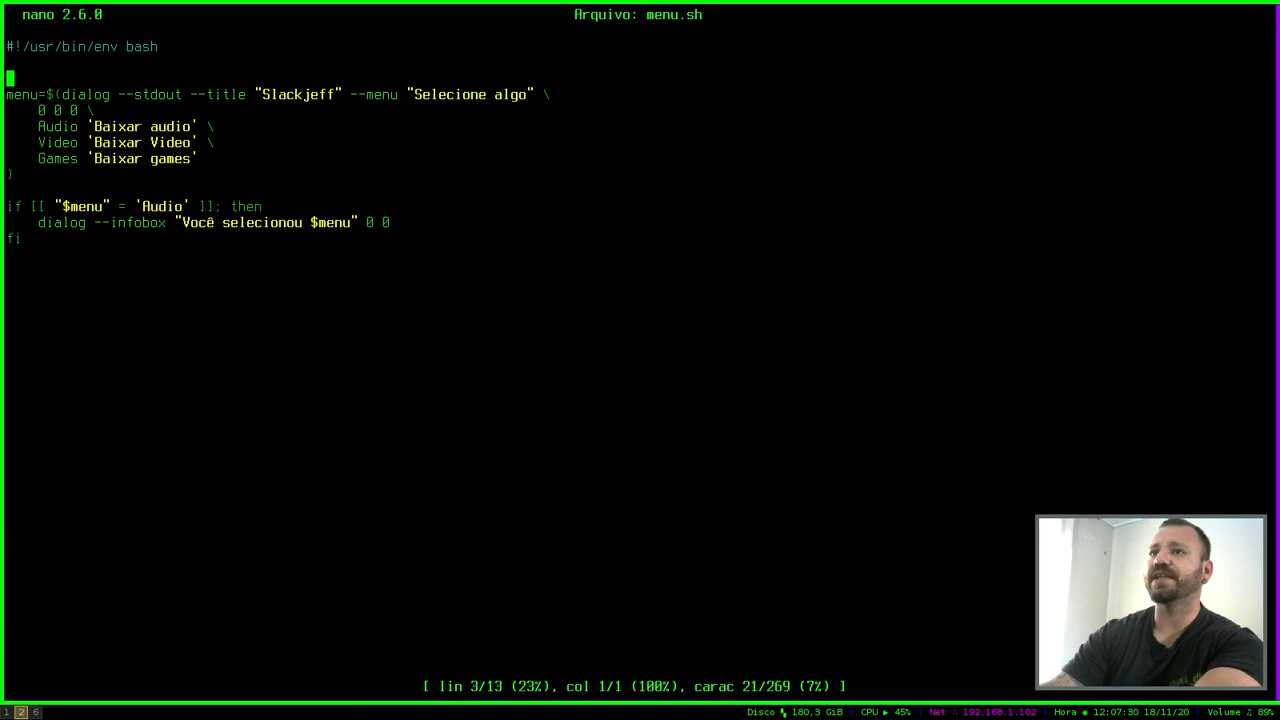 nano 2.6.0 Arquivo: menu.sh
#!/usr/bin/env bash
menu=$(dialog --stdout --title "Slackjeff" --menu "Selecione algo" \
0 0 0 \
Audio 'Baixar audio' \
Video 'Baixar Video' \
Games 'Baixar games'
)
if [[ "$menu" = 'Audio' ]]; then
dialog --infobox "Você selecionou $menu" 0 0
fi
[ lin 3/13 (23%), col 1/1 (100%), carac 21/269 (7%) ]
1 2 6 Disco 180,3 GiB | CPU ▶ 45% | Net 192.168.1.102 | Hora 12:07:30 18/11/20 | Volume ♫ 89%